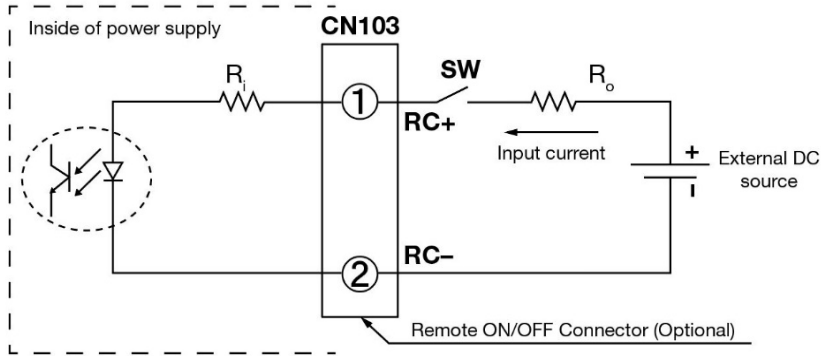 CN103
Inside of power supply
SW
Ri
Ro
1
RC+
Input current
+
External DC
source
-
RC−
2
Remote ON/OFF Connector (Optional)